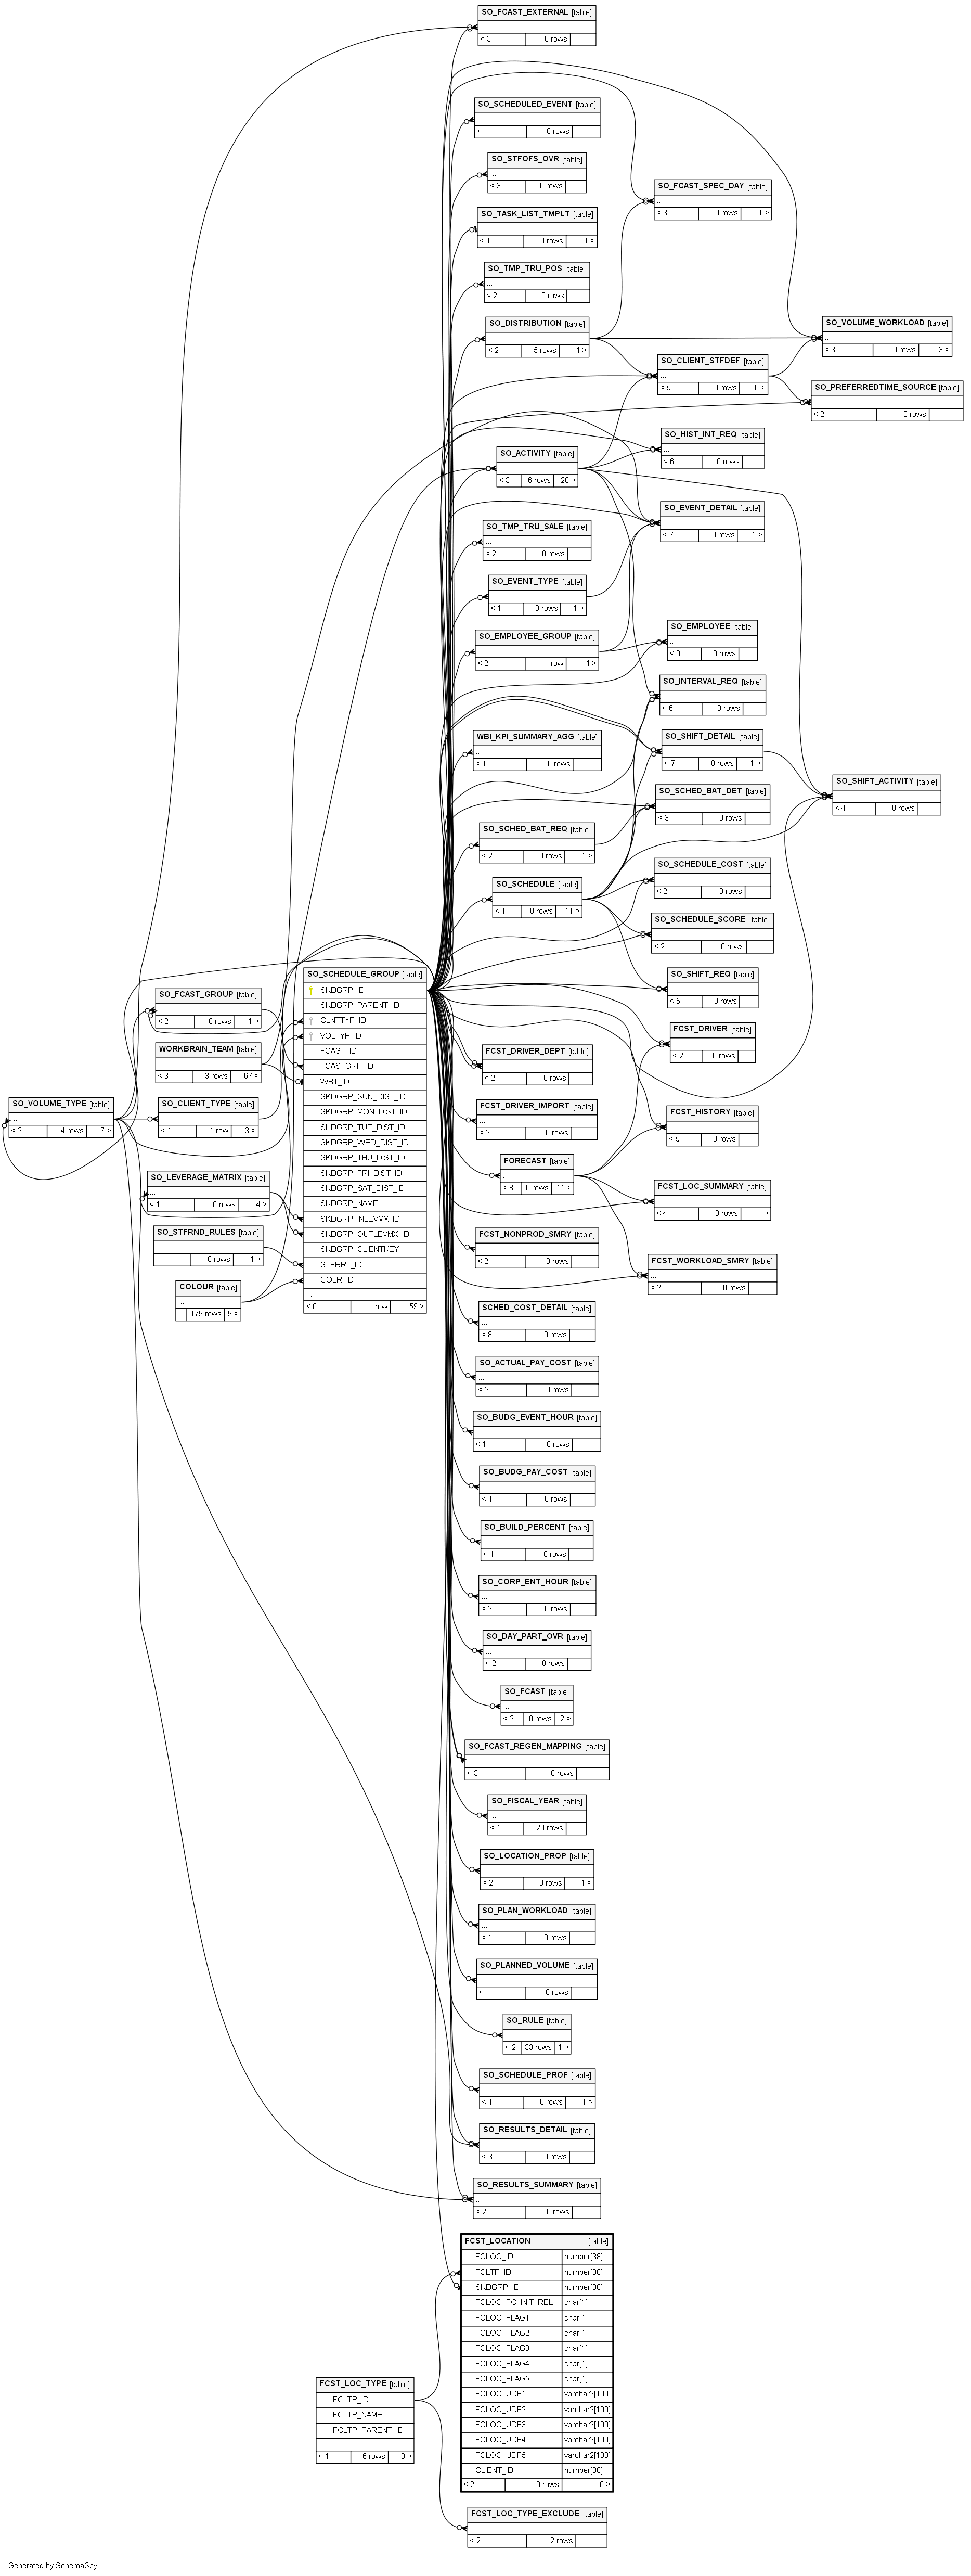 SO_FCAST_EXTERNAL [table]
...
< 3 0 rows
SO_SCHEDULED_EVENT [table]
...
< 1 0 rows
SO_STFOFS_OVR [table]
...
< 3 0 rows
SO_FCAST_SPEC_DAY [table]
...
< 3 0 rows 1 >
SO_TASK_LIST_TMPLT [table]
...
< 1 0 rows 1 >
SO_TMP_TRU_POS [table]
...
< 2 0 rows
SO_DISTRIBUTION [table]
...
< 2 5 rows 14 >
SO_VOLUME_WORKLOAD [table]
...
< 3 0 rows 3 >
SO_CLIENT_STFDEF [table]
...
< 5 0 rows 6 >
SO_PREFERREDTIME_SOURCE [table]
...
< 2 0 rows
SO_HIST_INT_REQ [table]
...
< 6 0 rows
SO_ACTIVITY [table]
...
< 3 6 rows 28 >
SO_EVENT_DETAIL [table]
...
< 7 0 rows 1 >
SO_TMP_TRU_SALE [table]
...
< 2 0 rows
SO_EVENT_TYPE [table]
...
< 1 0 rows 1 >
SO_EMPLOYEE [table]
...
< 3 0 rows
SO_EMPLOYEE_GROUP [table]
...
< 2 1 row 4 >
SO_INTERVAL_REQ [table]
...
< 6 0 rows
WBI_KPI_SUMMARY_AGG [table]
...
< 1 0 rows
SO_SHIFT_DETAIL [table]
...
< 7 0 rows 1 >
SO_SHIFT_ACTIVITY [table]
...
< 4 0 rows
SO_SCHED_BAT_DET [table]
...
< 3 0 rows
SO_SCHED_BAT_REQ [table]
...
< 2 0 rows 1 >
SO_SCHEDULE_COST [table]
...
< 2 0 rows
SO_SCHEDULE [table]
...
< 1 0 rows 11 >
SO_SCHEDULE_SCORE [table]
...
< 2 0 rows
SO_SHIFT_REQ [table]
...
< 5 0 rows
SO_SCHEDULE_GROUP [table]
SKDGRP_ID
SKDGRP_PARENT_ID
CLNTTYP_ID
VOLTYP_ID
FCAST_ID
FCASTGRP_ID
WBT_ID
SKDGRP_SUN_DIST_ID
SKDGRP_MON_DIST_ID
SKDGRP_TUE_DIST_ID
SKDGRP_WED_DIST_ID
SKDGRP_THU_DIST_ID
SKDGRP_FRI_DIST_ID
SKDGRP_SAT_DIST_ID
SKDGRP_NAME
SKDGRP_INLEVMX_ID
SKDGRP_OUTLEVMX_ID
SKDGRP_CLIENTKEY
STFRRL_ID
COLR_ID
...
< 8 1 row 59 >
SO_FCAST_GROUP [table]
...
< 2 0 rows 1 >
WORKBRAIN_TEAM [table]
...
< 3 3 rows 67 >
SO_VOLUME_TYPE [table]
...
< 2 4 rows 7 >
SO_CLIENT_TYPE [table]
...
< 1 1 row 3 >
SO_LEVERAGE_MATRIX [table]
...
< 1 0 rows 4 >
SO_STFRND_RULES [table]
...
0 rows 1 >
COLOUR [table]
...
179 rows 9 >
FCST_DRIVER [table]
...
< 2 0 rows
FCST_DRIVER_DEPT [table]
...
< 2 0 rows
FCST_DRIVER_IMPORT [table]
...
< 2 0 rows
FCST_HISTORY [table]
...
< 5 0 rows
FORECAST [table]
...
< 8 0 rows 11 >
FCST_LOC_SUMMARY [table]
...
< 4 0 rows 1 >
FCST_NONPROD_SMRY [table]
...
< 2 0 rows
FCST_WORKLOAD_SMRY [table]
...
< 2 0 rows
SCHED_COST_DETAIL [table]
...
< 8 0 rows
SO_ACTUAL_PAY_COST [table]
...
< 2 0 rows
SO_BUDG_EVENT_HOUR [table]
...
< 1 0 rows
SO_BUDG_PAY_COST [table]
...
< 1 0 rows
SO_BUILD_PERCENT [table]
...
< 1 0 rows
SO_CORP_ENT_HOUR [table]
...
< 2 0 rows
SO_DAY_PART_OVR [table]
...
< 2 0 rows
SO_FCAST [table]
...
< 2 0 rows 2 >
SO_FCAST_REGEN_MAPPING [table]
...
< 3 0 rows
SO_FISCAL_YEAR [table]
...
< 1 29 rows
SO_LOCATION_PROP [table]
...
< 2 0 rows 1 >
SO_PLAN_WORKLOAD [table]
...
< 1 0 rows
SO_PLANNED_VOLUME [table]
...
< 1 0 rows
SO_RULE [table]
...
< 2 33 rows 1 >
SO_SCHEDULE_PROF [table]
...
< 1 0 rows 1 >
SO_RESULTS_DETAIL [table]
...
< 3 0 rows
SO_RESULTS_SUMMARY [table]
...
< 2 0 rows
FCST_LOCATION [table]
FCLOC_ID number[38]
FCLTP_ID number[38]
SKDGRP_ID number[38]
FCLOC_FC_INIT_REL char[1]
FCLOC_FLAG1 char[1]
FCLOC_FLAG2 char[1]
FCLOC_FLAG3 char[1]
FCLOC_FLAG4 char[1]
FCLOC_FLAG5 char[1]
FCLOC_UDF1 varchar2[100]
FCLOC_UDF2 varchar2[100]
FCLOC_UDF3 varchar2[100]
FCLOC_UDF4 varchar2[100]
FCLOC_UDF5 varchar2[100]
CLIENT_ID number[38]
< 2 0 rows 0 >
FCST_LOC_TYPE [table]
FCLTP_ID
FCLTP_NAME
FCLTP_PARENT_ID
...
< 1 6 rows 3 >
FCST_LOC_TYPE_EXCLUDE [table]
...
< 2 2 rows
Generated by SchemaSpy